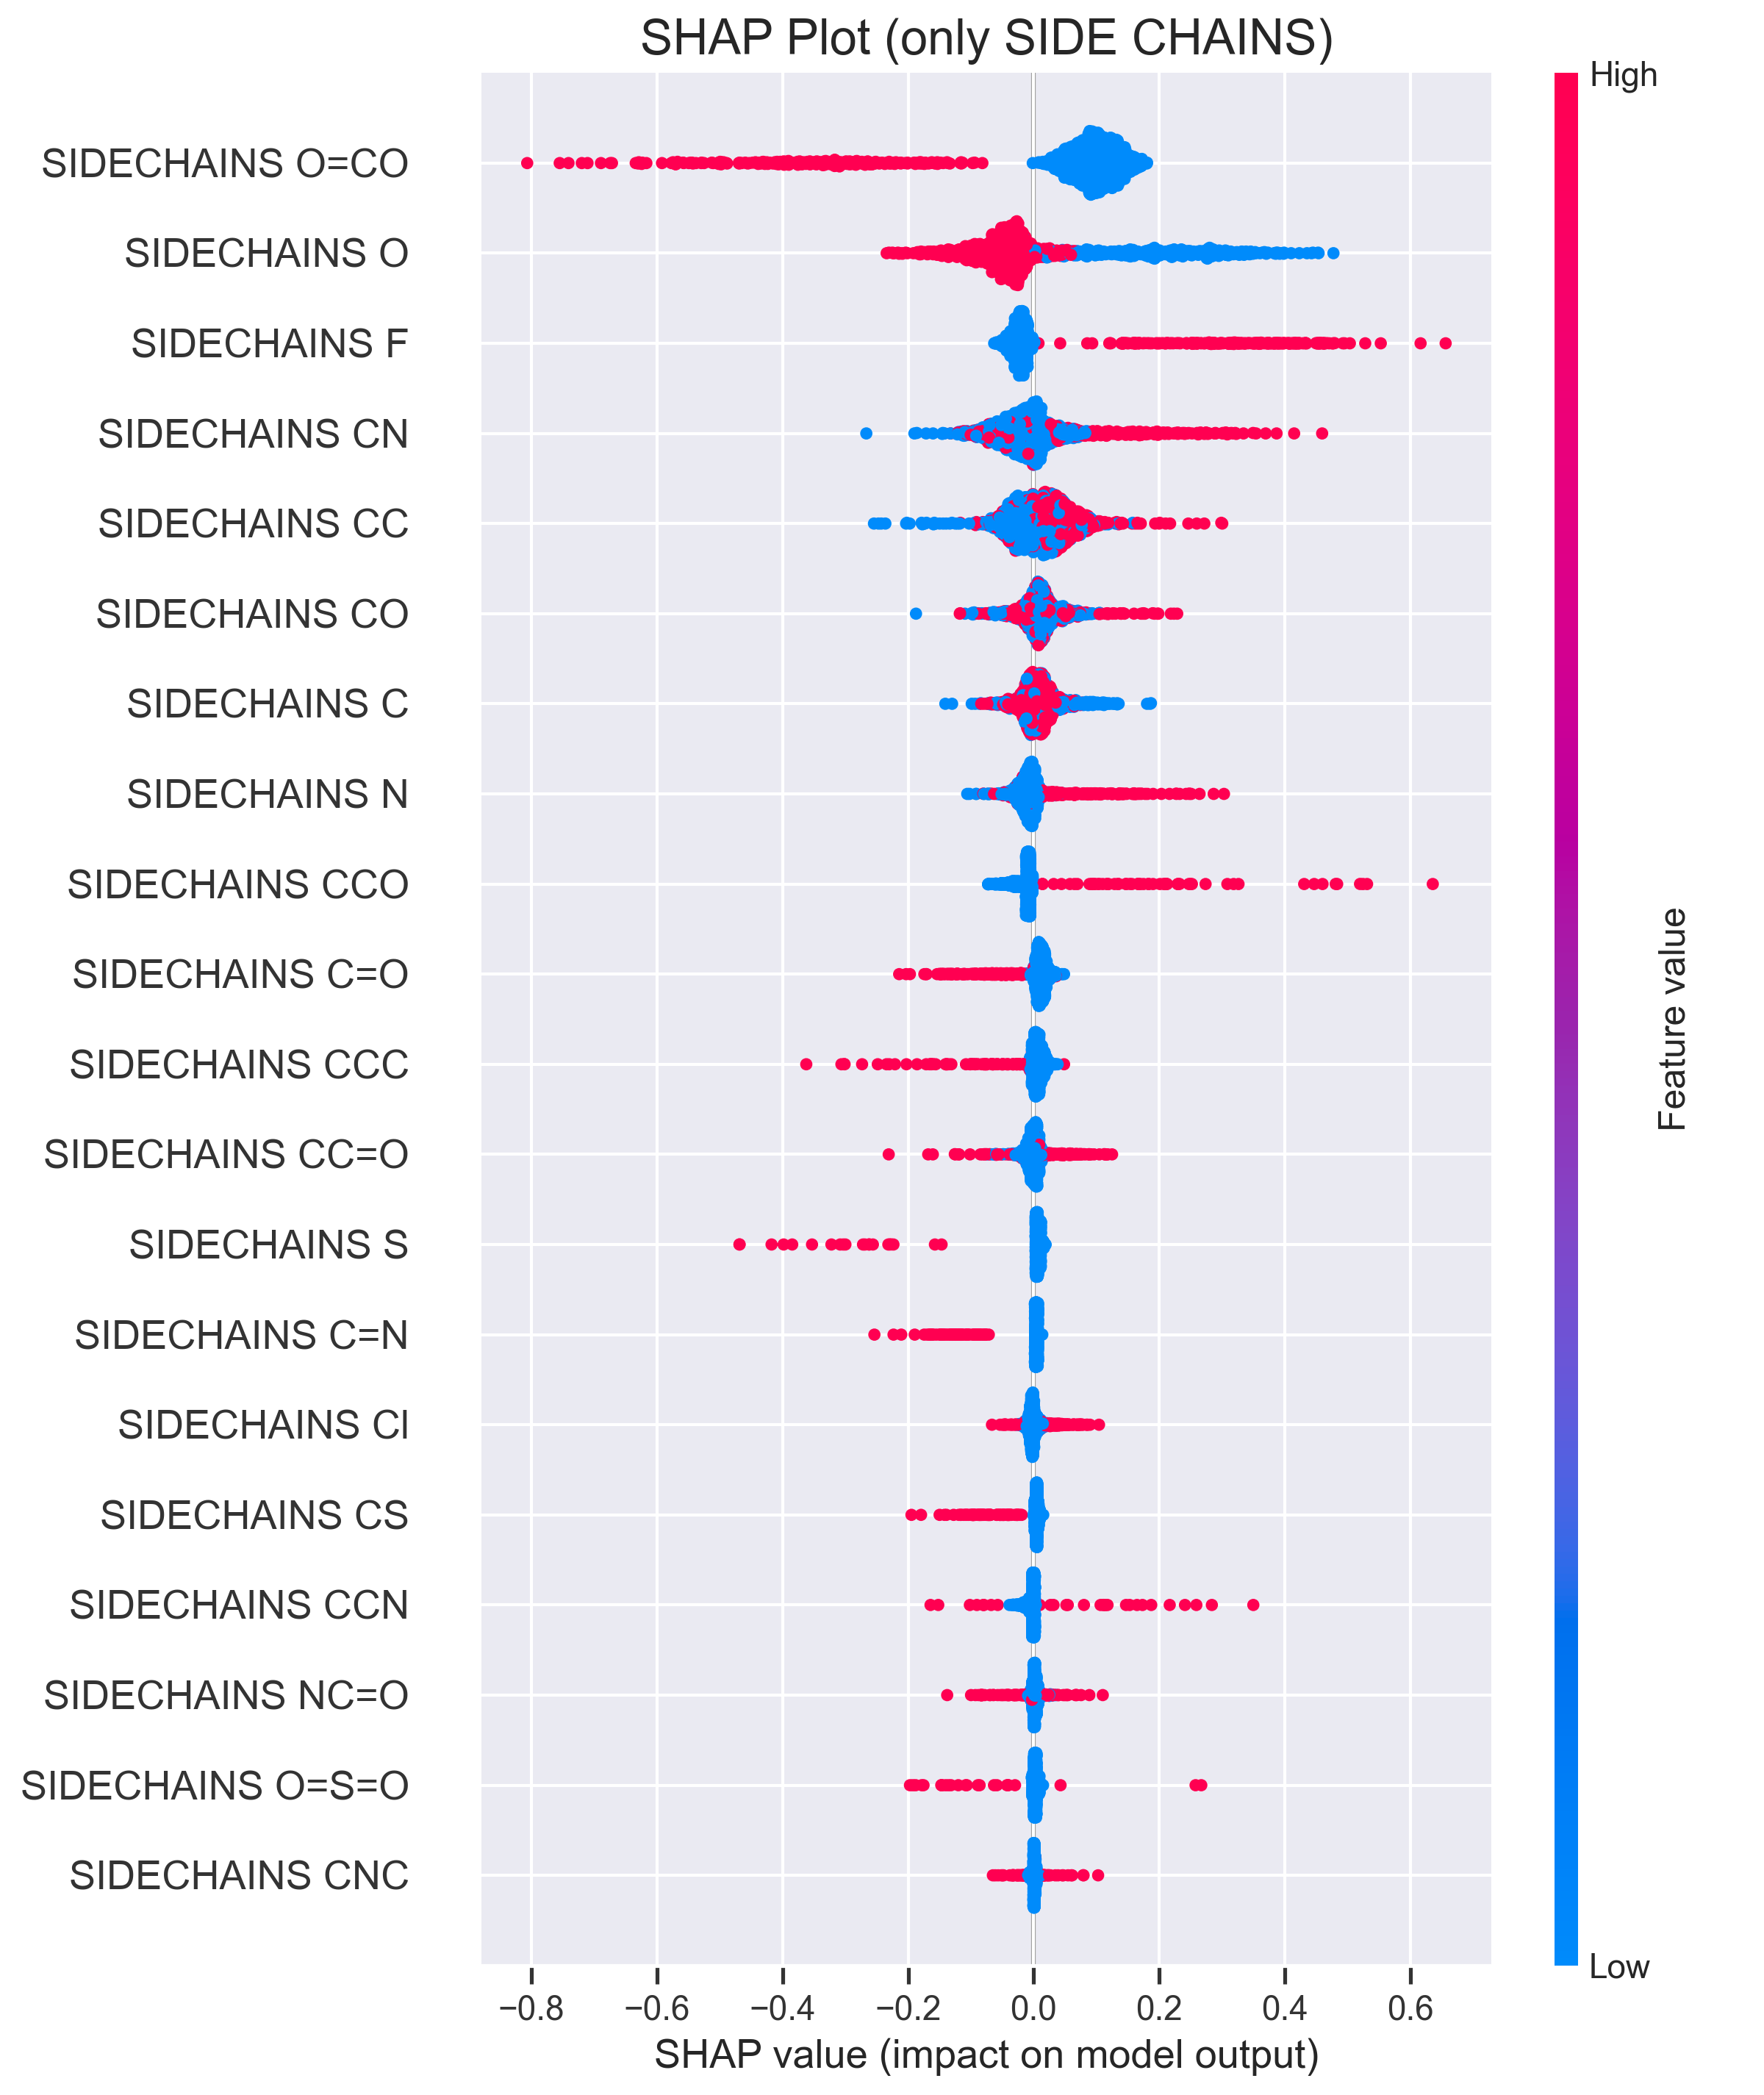 SHAP Plot (only SIDE CHAINS)
High
SIDECHAINS O=CO
SIDECHAINS O
SIDECHAINS F
SIDECHAINS CN
SIDECHAINS CC
SIDECHAINS CO
SIDECHAINS C
SIDECHAINS N
SIDECHAINS CCO
SIDECHAINS C=O
SIDECHAINS CCC
SIDECHAINS CC=O
SIDECHAINS S
SIDECHAINS C=N
SIDECHAINS Cl
SIDECHAINS CS
SIDECHAINS CCN
SIDECHAINS NC=O
SIDECHAINS O=S=O
SIDECHAINS CNC
Feature value
Low
−0.8 −0.6 −0.4 −0.2 0.0 0.2 0.4 0.6
SHAP value (impact on model output)